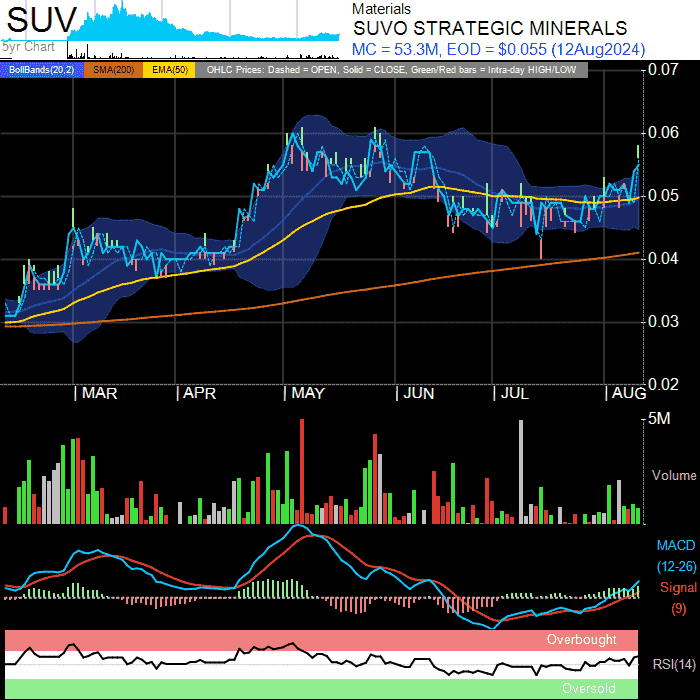 SUV
5yr Chart
Materials
SUVO STRATEGIC MINERALS
MC = 53.3M, EOD = $0.055 (12Aug2024)
BollBands(20,2) SMA(200) EMA(50) OHLC Prices: Dashed = OPEN, Solid = CLOSE, Green/Red bars = Intra-day HIGH/LOW
0.07
0.06
0.05
0.04
0.03
0.02
| MAR | APR | MAY | JUN | JUL | AUG
5M
Volume
MACD
(12-26)
Signal
(9)
Overbought
RSI(14)
Oversold